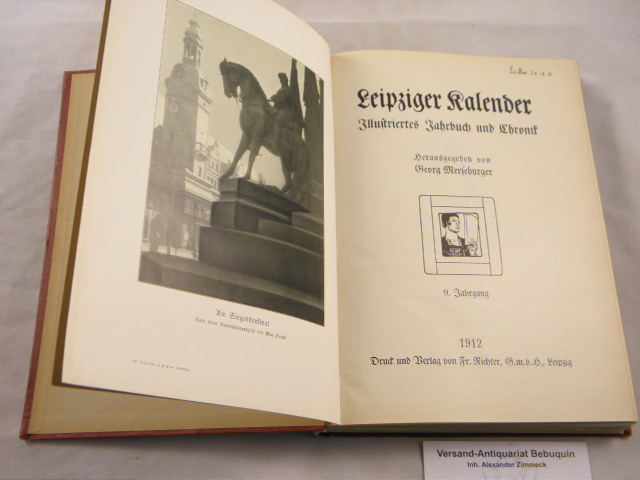 Am Siegesdenkmal
Leipziger Kalender
Illustriertes Jahrbuch und Chronik
Herausgegeben von
Georg Merseburger
9. Jahrgang
1912
Druck und Verlag von Fr. Richter, G.m.b.H., Leipzig
Versand-Antiquariat Bebuquin
Inh. Alexander Zimmeck